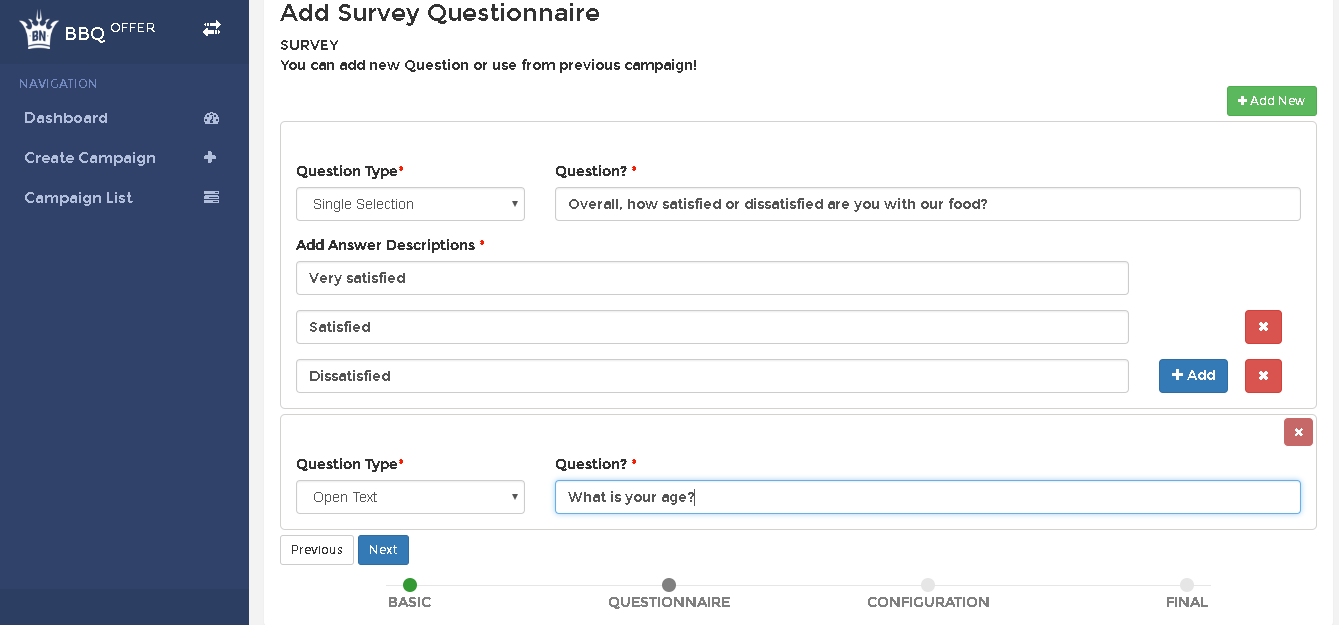 BN
BBQ OFFER
NAVIGATION
Dashboard
Create Campaign
Campaign List
Add Survey Questionnaire
SURVEY
You can add new Question or use from previous campaign!
Add New
Question Type* Question? *
Single Selection Overall, how satisfied or dissatisfied are you with our food?
Add Answer Descriptions *
Very satisfied
Satisfied
Dissatisfied Add
Question Type* Question? *
Open Text What is your age?
Previous Next
BASIC QUESTIONNAIRE CONFIGURATION FINAL